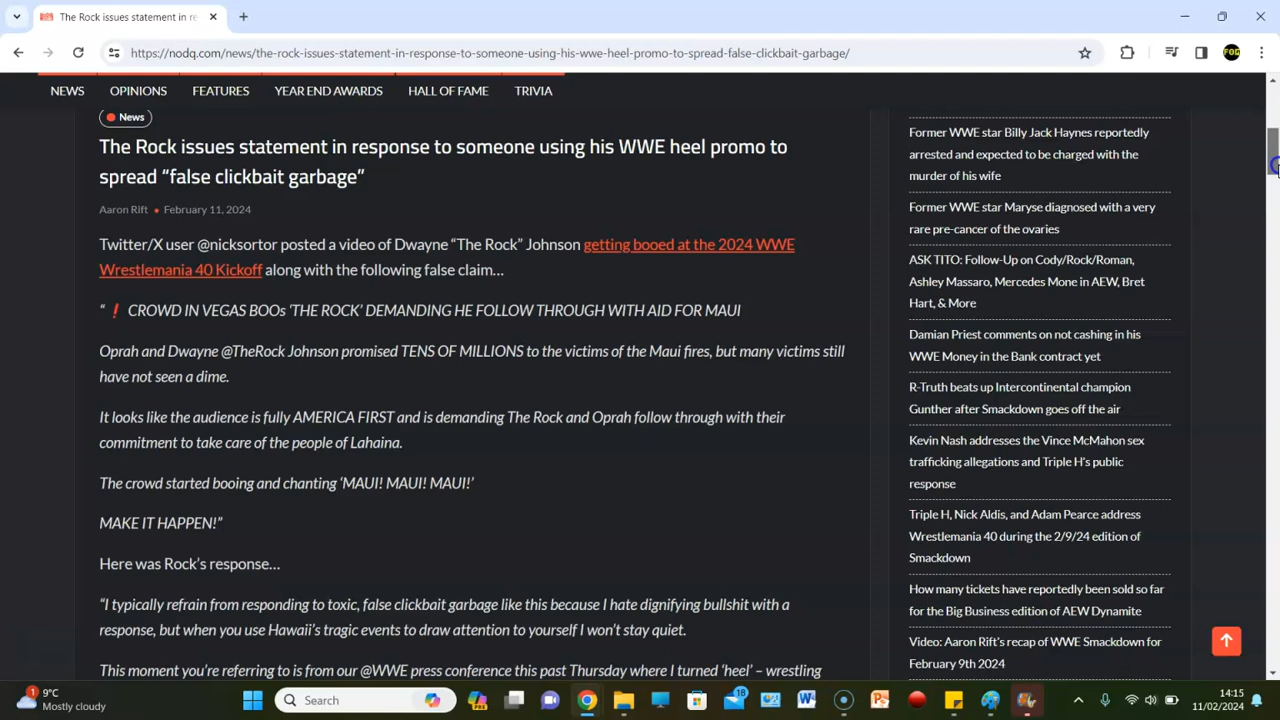 The Rock issues statement in re
https://nodq.com/news/the-rock-issues-statement-in-response-to-someone-using-his-wwe-heel-promo-to-spread-false-clickbait-garbage/
NEWS OPINIONS FEATURES YEAR END AWARDS HALL OF FAME TRIVIA
News
The Rock issues statement in response to someone using his WWE heel promo to
spread “false clickbait garbage”
Aaron Rift • February 11, 2024
Twitter/X user @nicksortor posted a video of Dwayne “The Rock” Johnson getting booed at the 2024 WWE
Wrestlemania 40 Kickoff along with the following false claim…
“❗ CROWD IN VEGAS BOOs ‘THE ROCK’ DEMANDING HE FOLLOW THROUGH WITH AID FOR MAUI
Oprah and Dwayne @TheRock Johnson promised TENS OF MILLIONS to the victims of the Maui fires, but many victims still
have not seen a dime.
It looks like the audience is fully AMERICA FIRST and is demanding The Rock and Oprah follow through with their
commitment to take care of the people of Lahaina.
The crowd started booing and chanting ‘MAUI! MAUI! MAUI!’
MAKE IT HAPPEN!”
Here was Rock’s response…
“I typically refrain from responding to toxic, false clickbait garbage like this because I hate dignifying bullshit with a
response, but when you use Hawaii’s tragic events to draw attention to yourself I won’t stay quiet.
This moment you’re referring to is from our @WWE press conference this past Thursday where I turned ‘heel’ – wrestling
Former WWE star Billy Jack Haynes reportedly
arrested and expected to be charged with the
murder of his wife
Former WWE star Maryse diagnosed with a very
rare pre-cancer of the ovaries
ASK TITO: Follow-Up on Cody/Rock/Roman,
Ashley Massaro, Mercedes Mone in AEW, Bret
Hart, & More
Damian Priest comments on not cashing in his
WWE Money in the Bank contract yet
R-Truth beats up Intercontinental champion
Gunther after Smackdown goes off the air
Kevin Nash addresses the Vince McMahon sex
trafficking allegations and Triple H’s public
response
Triple H, Nick Aldis, and Adam Pearce address
Wrestlemania 40 during the 2/9/24 edition of
Smackdown
How many tickets have reportedly been sold so far
for the Big Business edition of AEW Dynamite
Video: Aaron Rift’s recap of WWE Smackdown for
February 9th 2024
1
9°C
Mostly cloudy
Search
18
14:15
11/02/2024